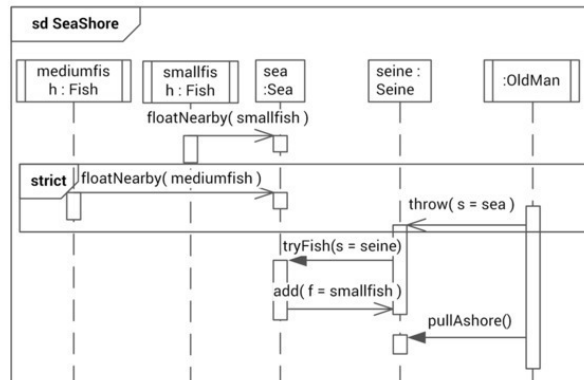 sd SeaShore
mediumfis
h : Fish
smallfis
h : Fish
sea
:Sea
seine :
Seine
:OldMan
floatNearby( smallfish )
strict
floatNearby( mediumfish )
throw( s = sea )
tryFish(s = seine)
add( f = smallfish )
pullAshore()